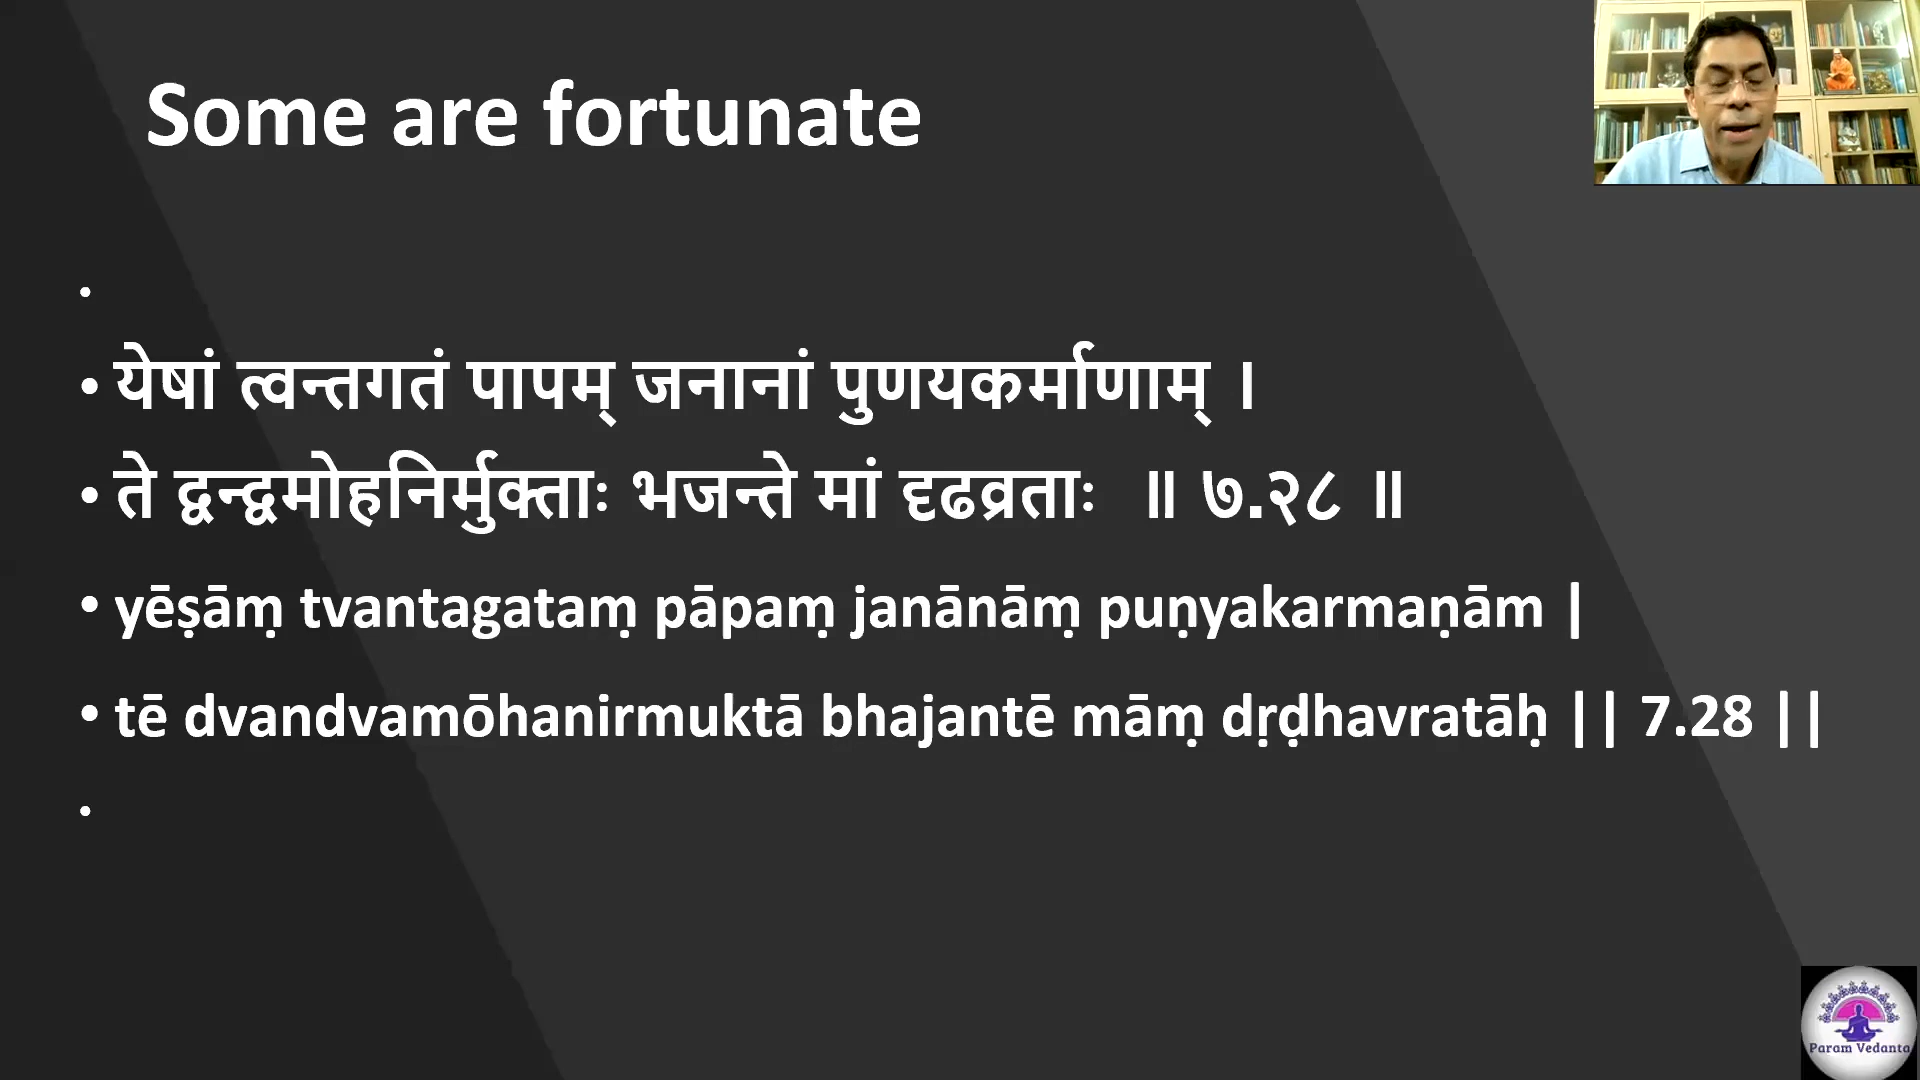 Some are fortunate
•
• येषां त्वन्तगतं पापम् जनानां पुणयकर्माणाम् ।
• ते द्वन्द्वमोहनिर्मुक्ताः भजन्ते मां दृढव्रताः ॥ ७.२८ ॥
• yēṣāṃ tvantagataṃ pāpaṃ janānāṃ puṇyakarmaṇām |
• tē dvandvamōhanirmuktā bhajantē māṃ dṛḍhavratāḥ || 7.28 ||
•
Param Vedanta